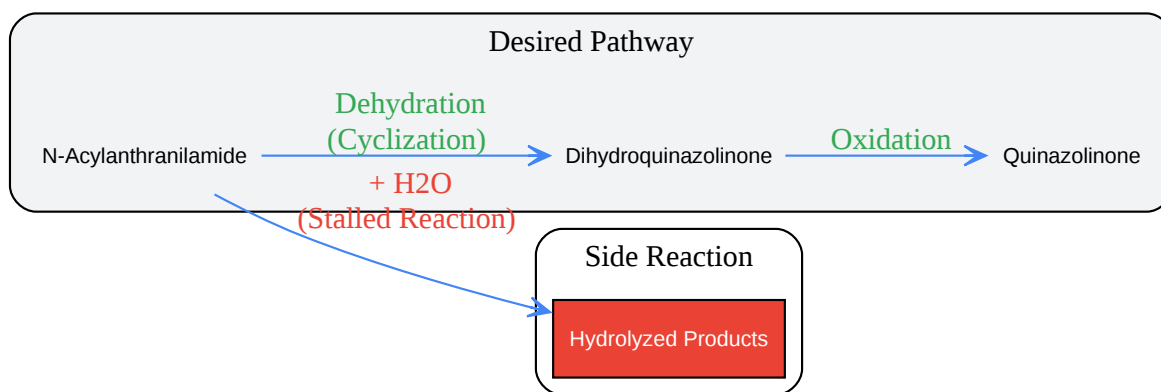 Desired Pathway
Dehydration
(Cyclization)
N-Acylanthranilamide
Dihydroquinazolinone
Oxidation
Quinazolinone
+ H2O
(Stalled Reaction)
Side Reaction
Hydrolyzed Products